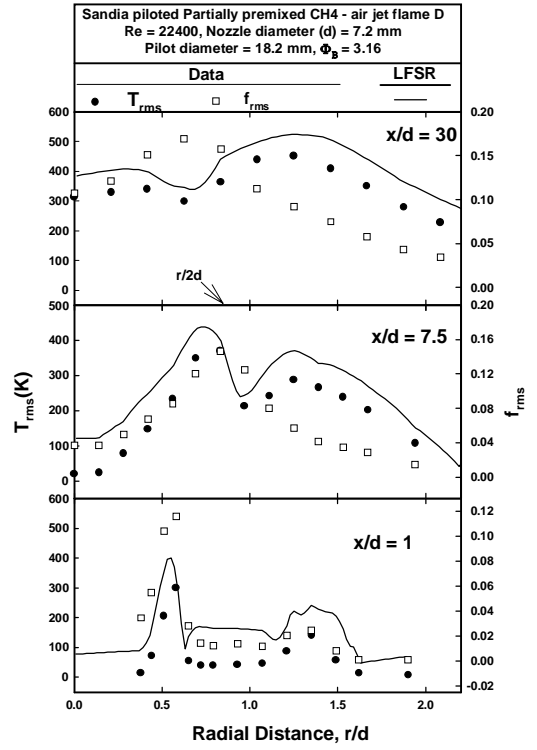 Sandia piloted Partially premixed CH4 - air jet flame D
Re = 22400, Nozzle diameter (d) = 7.2 mm
Pilot diameter = 18.2 mm, ΦB = 3.16
Data LFSR
Trms frms
600 0.20
x/d = 30
500
0.15
400
300 0.10
200
0.05
100
0 0.00
r/2d
500 0.20
x/d = 7.5
400 0.16
300 0.12
200 0.08
100 0.04
0 0.00
Trms(K)
frms
600
0.12
500 0.10
x/d = 1
400 0.08
0.06
300
0.04
200
0.02
100
0.00
0
-0.02
0.0 0.5 1.0 1.5 2.0
Radial Distance, r/d